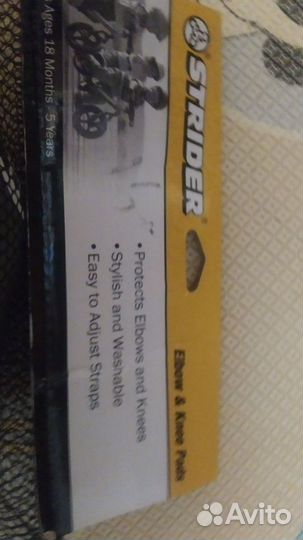 STRIDER®
Elbow & Knee Pads
• Protects Elbows and Knees
• Stylish and Washable
• Easy to Adjust Straps
Ages 18 Months - 5 Years
Avito